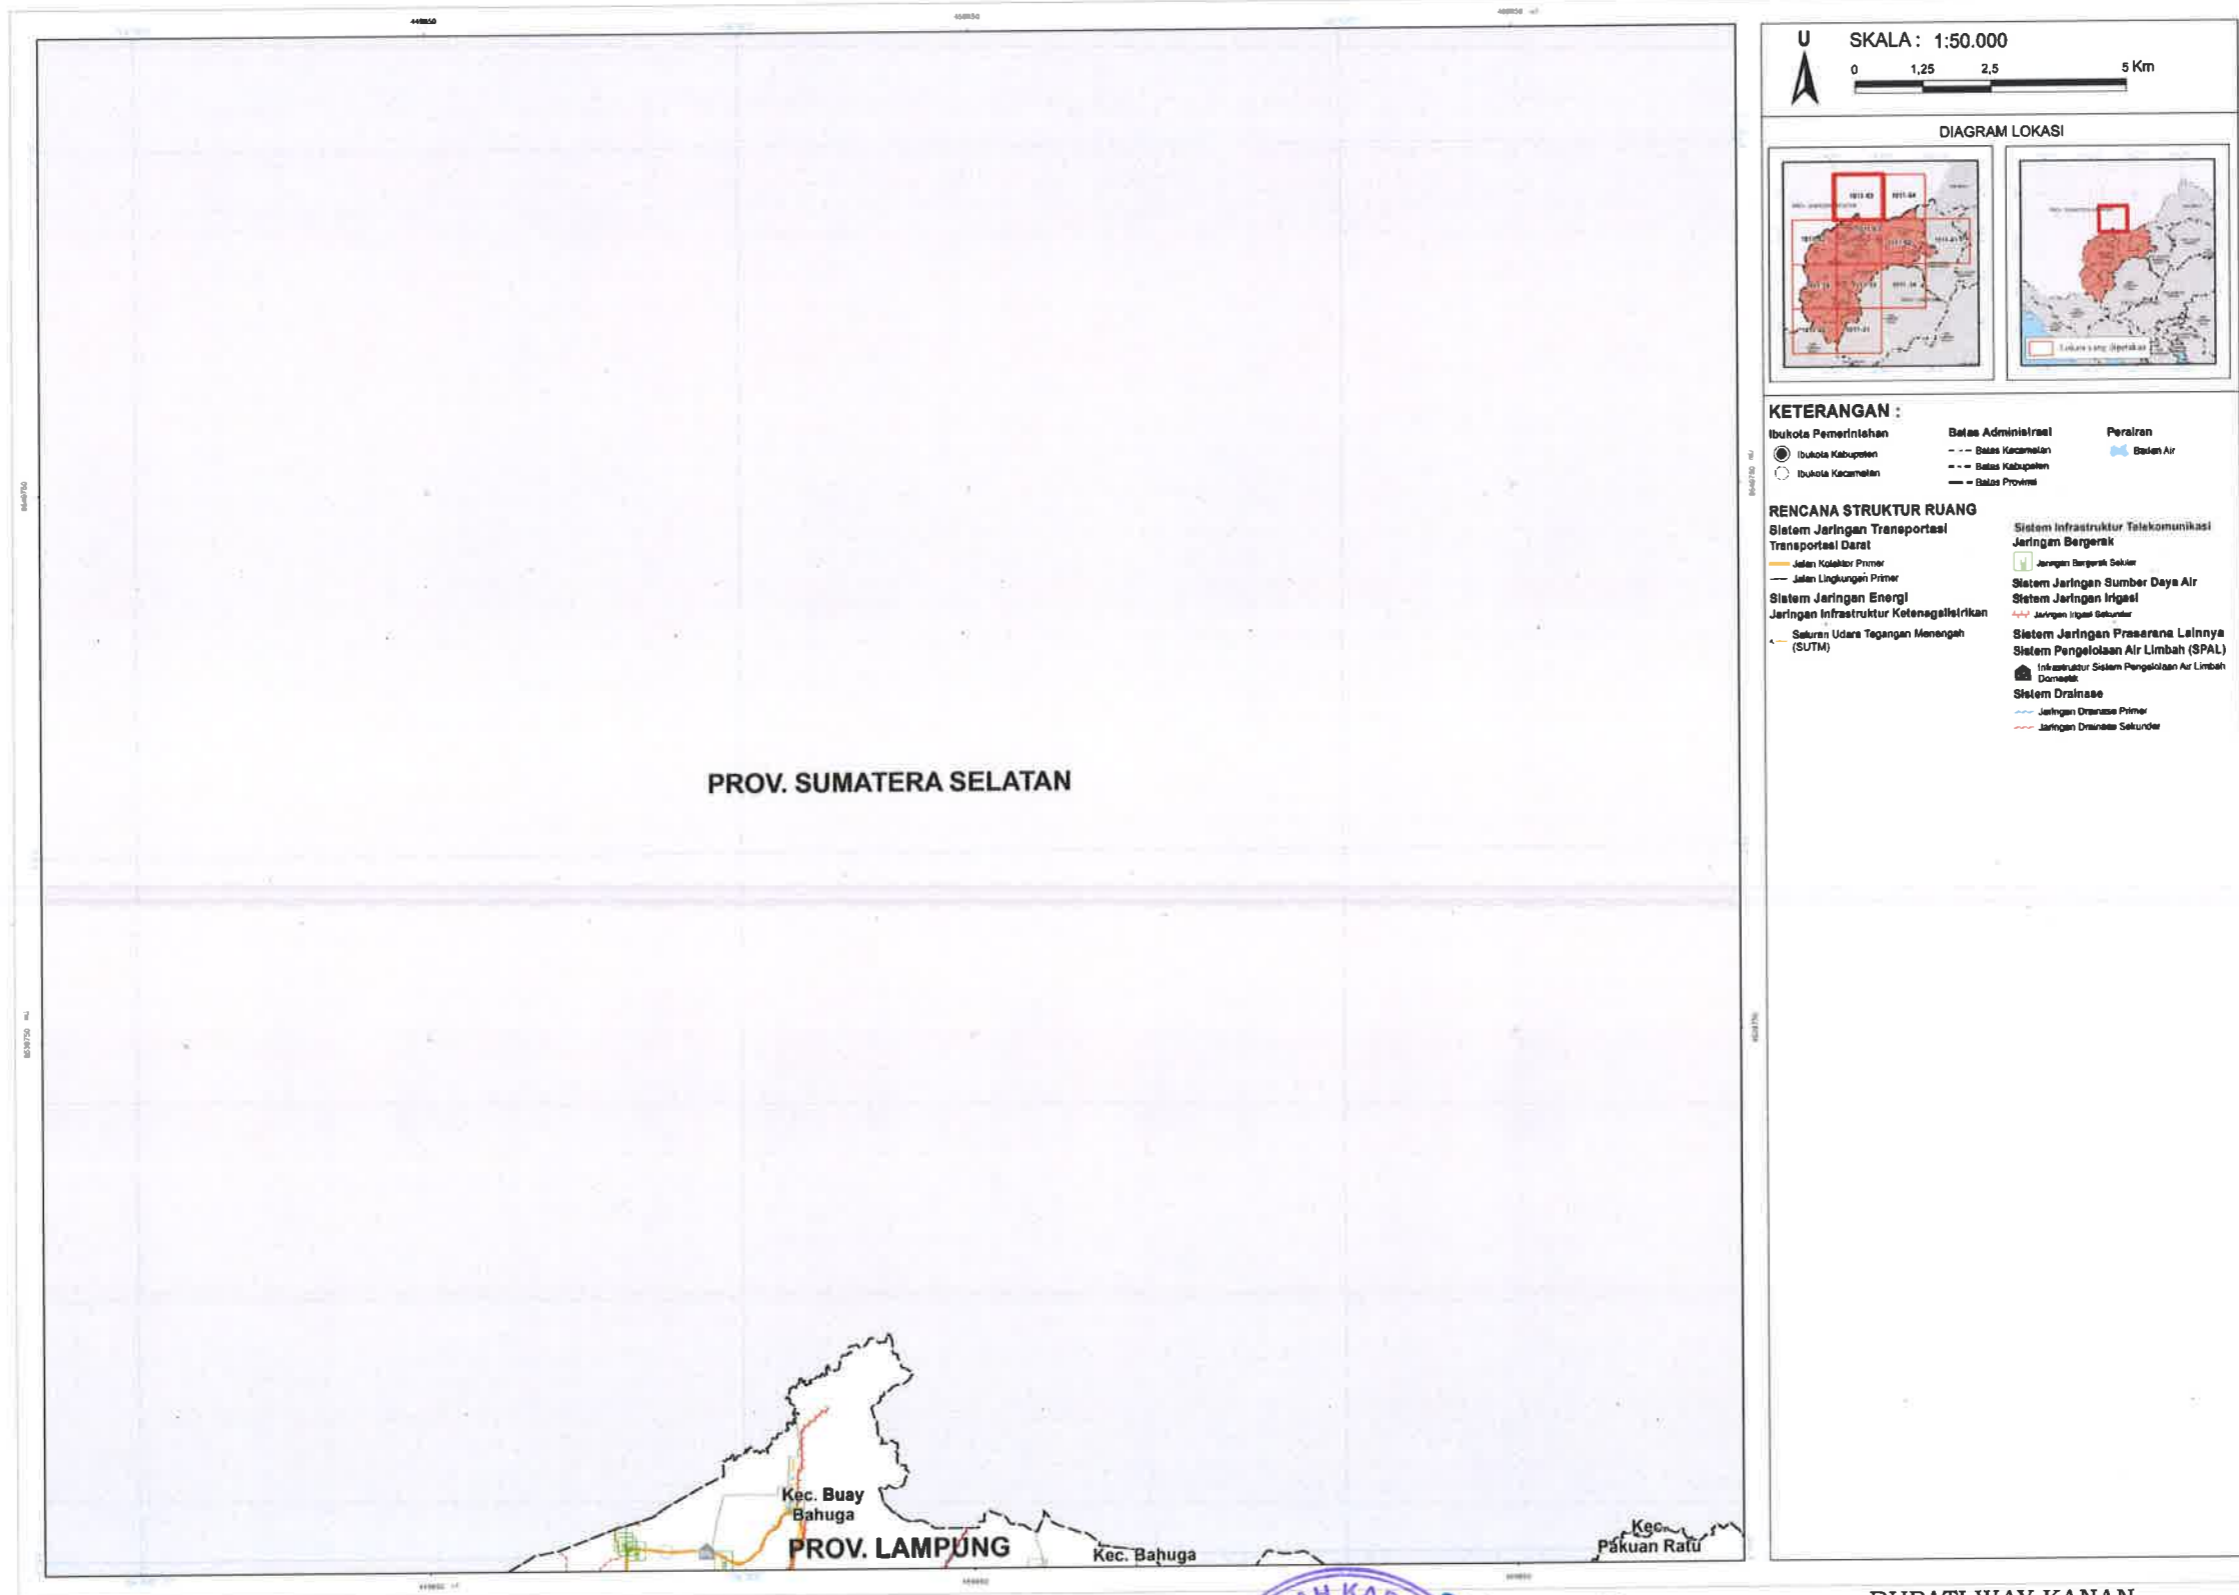 U
SKALA : 1:50.000
0 1,25 2,5 5 Km
DIAGRAM LOKASI
KETERANGAN :
Ibukota Pemerintahan
Ibukota Kabupaten
Ibukota Kecamatan
Batas Administrasi
Batas Kecamatan
Batas Kabupaten
Batas Provinsi
Perairan
Badan Air
RENCANA STRUKTUR RUANG
Sistem Jaringan Transportasi
Transportasi Darat
Jalan Kolektor Primer
Jalan Lingkungan Primer
Sistem Jaringan Energi
Jaringan Infrastruktur Ketenagalistrikan
Saluran Udara Tegangan Menengah
(SUTM)
Sistem Infrastruktur Telekomunikasi
Jaringan Bergerak
Jaringan Bergerak Seluler
Sistem Jaringan Sumber Daya Air
Sistem Jaringan Irigasi
Jaringan Irigasi Sekunder
Sistem Jaringan Prasarana Lainnya
Sistem Pengelolaan Air Limbah (SPAL)
Infrastruktur Sistem Pengelolaan Air Limbah
Domestik
Sistem Drainase
Jaringan Drainase Primer
Jaringan Drainase Sekunder
PROV. SUMATERA SELATAN
Kec. Buay
Bahuga
PROV. LAMPUNG
Kec. Bahuga
Kec.
Pakuan Ratu
BUPATI WAY KANAN